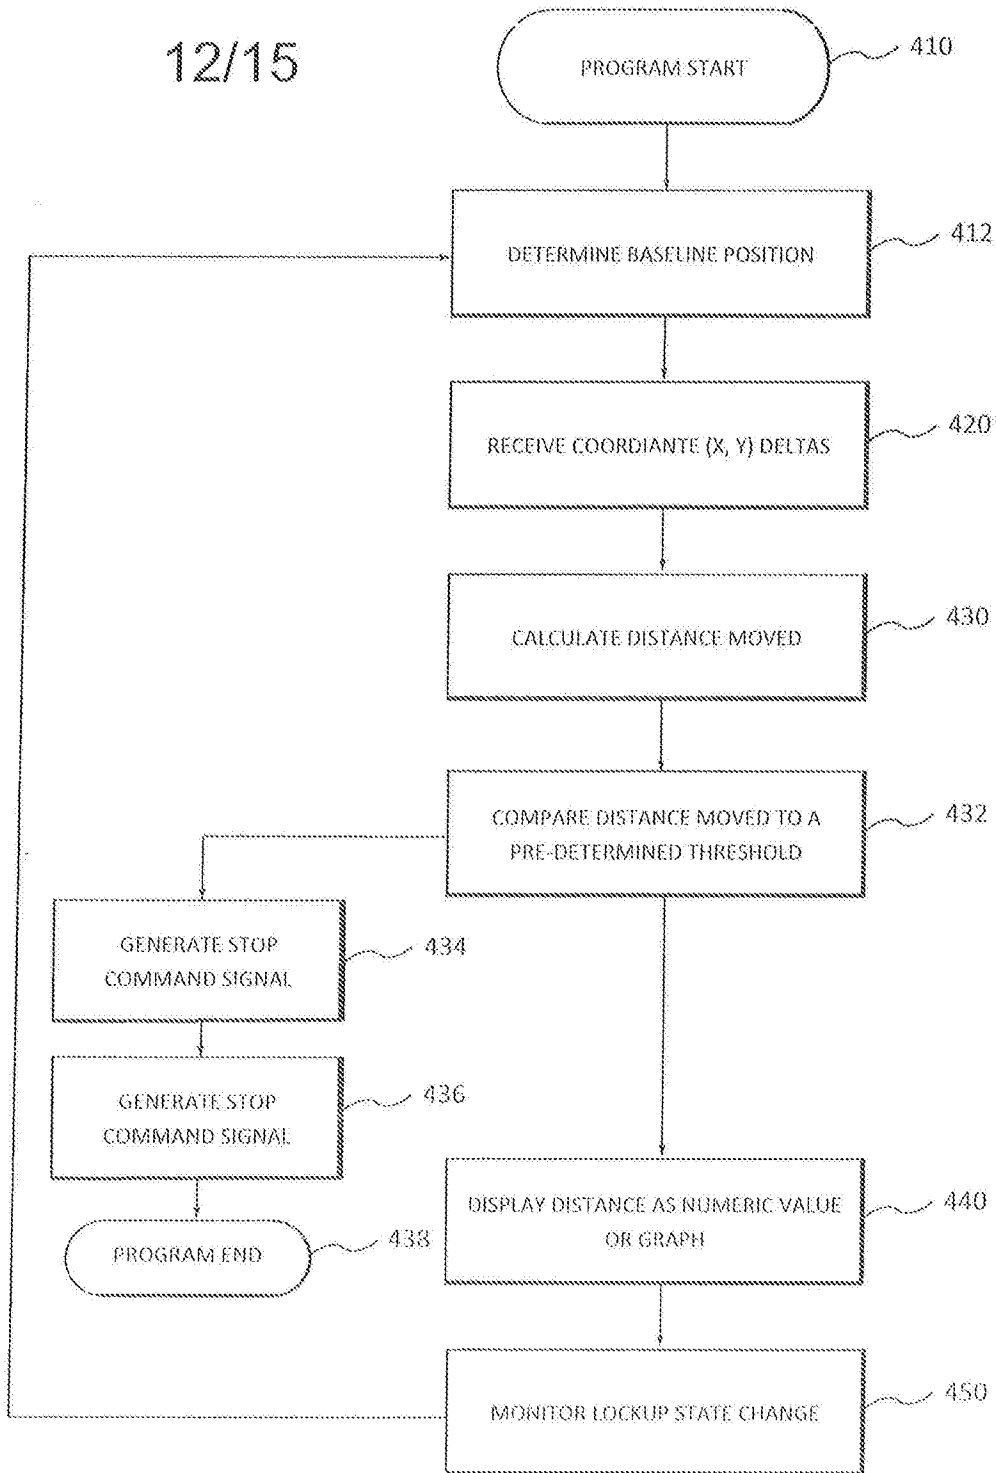 12/15
PROGRAM START
410
DETERMINE BASELINE POSITION
412
RECEIVE COORDIANTE (X, Y) DELTAS
420
CALCULATE DISTANCE MOVED
430
COMPARE DISTANCE MOVED TO A
PRE-DETERMINED THRESHOLD
432
GENERATE STOP
COMMAND SIGNAL
434
GENERATE STOP
COMMAND SIGNAL
436
PROGRAM END
438
DISPLAY DISTANCE AS NUMERIC VALUE
OR GRAPH
440
MONITOR LOCKUP STATE CHANGE
450